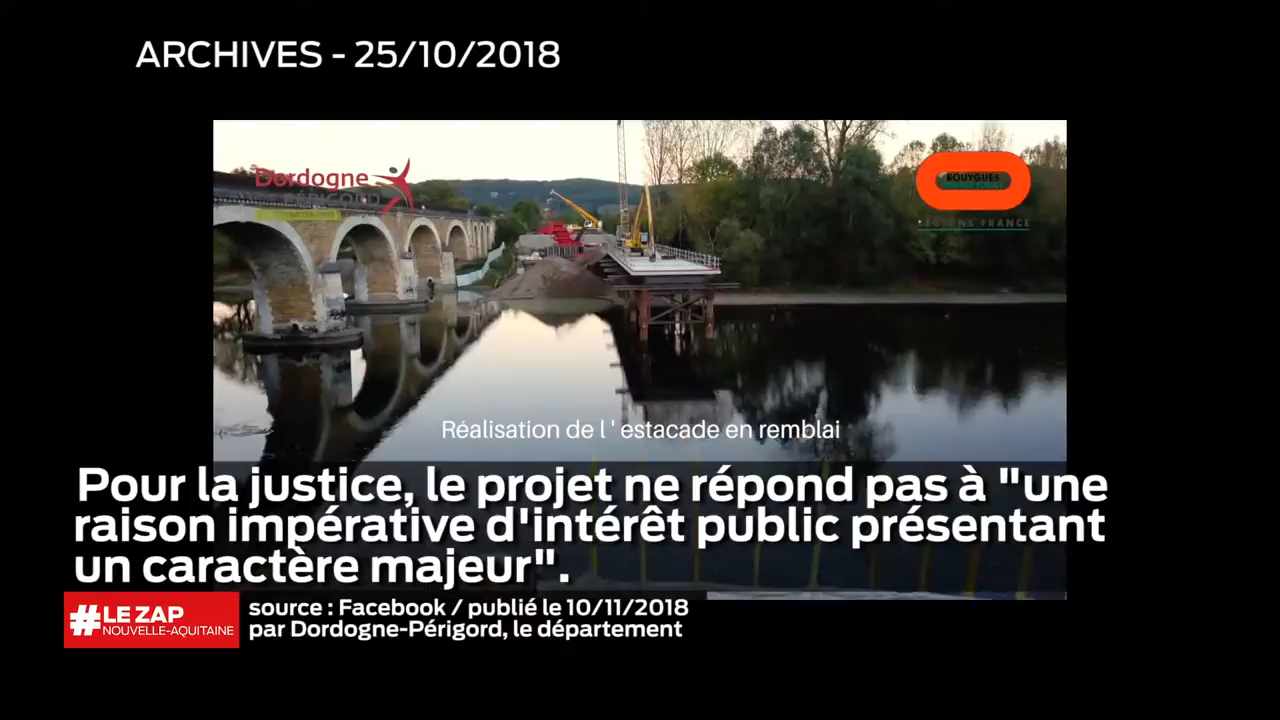 ARCHIVES - 25/10/2018
Dordogne
PÉRIGORD
BOUYGUES
RÉGIONS FRANCE
Réalisation de l ' estacade en remblai
Pour la justice, le projet ne répond pas à "une
raison impérative d'intérêt public présentant
un caractère majeur".
#LE ZAP
NOUVELLE-AQUITAINE
source : Facebook / publié le 10/11/2018
par Dordogne-Périgord, le département